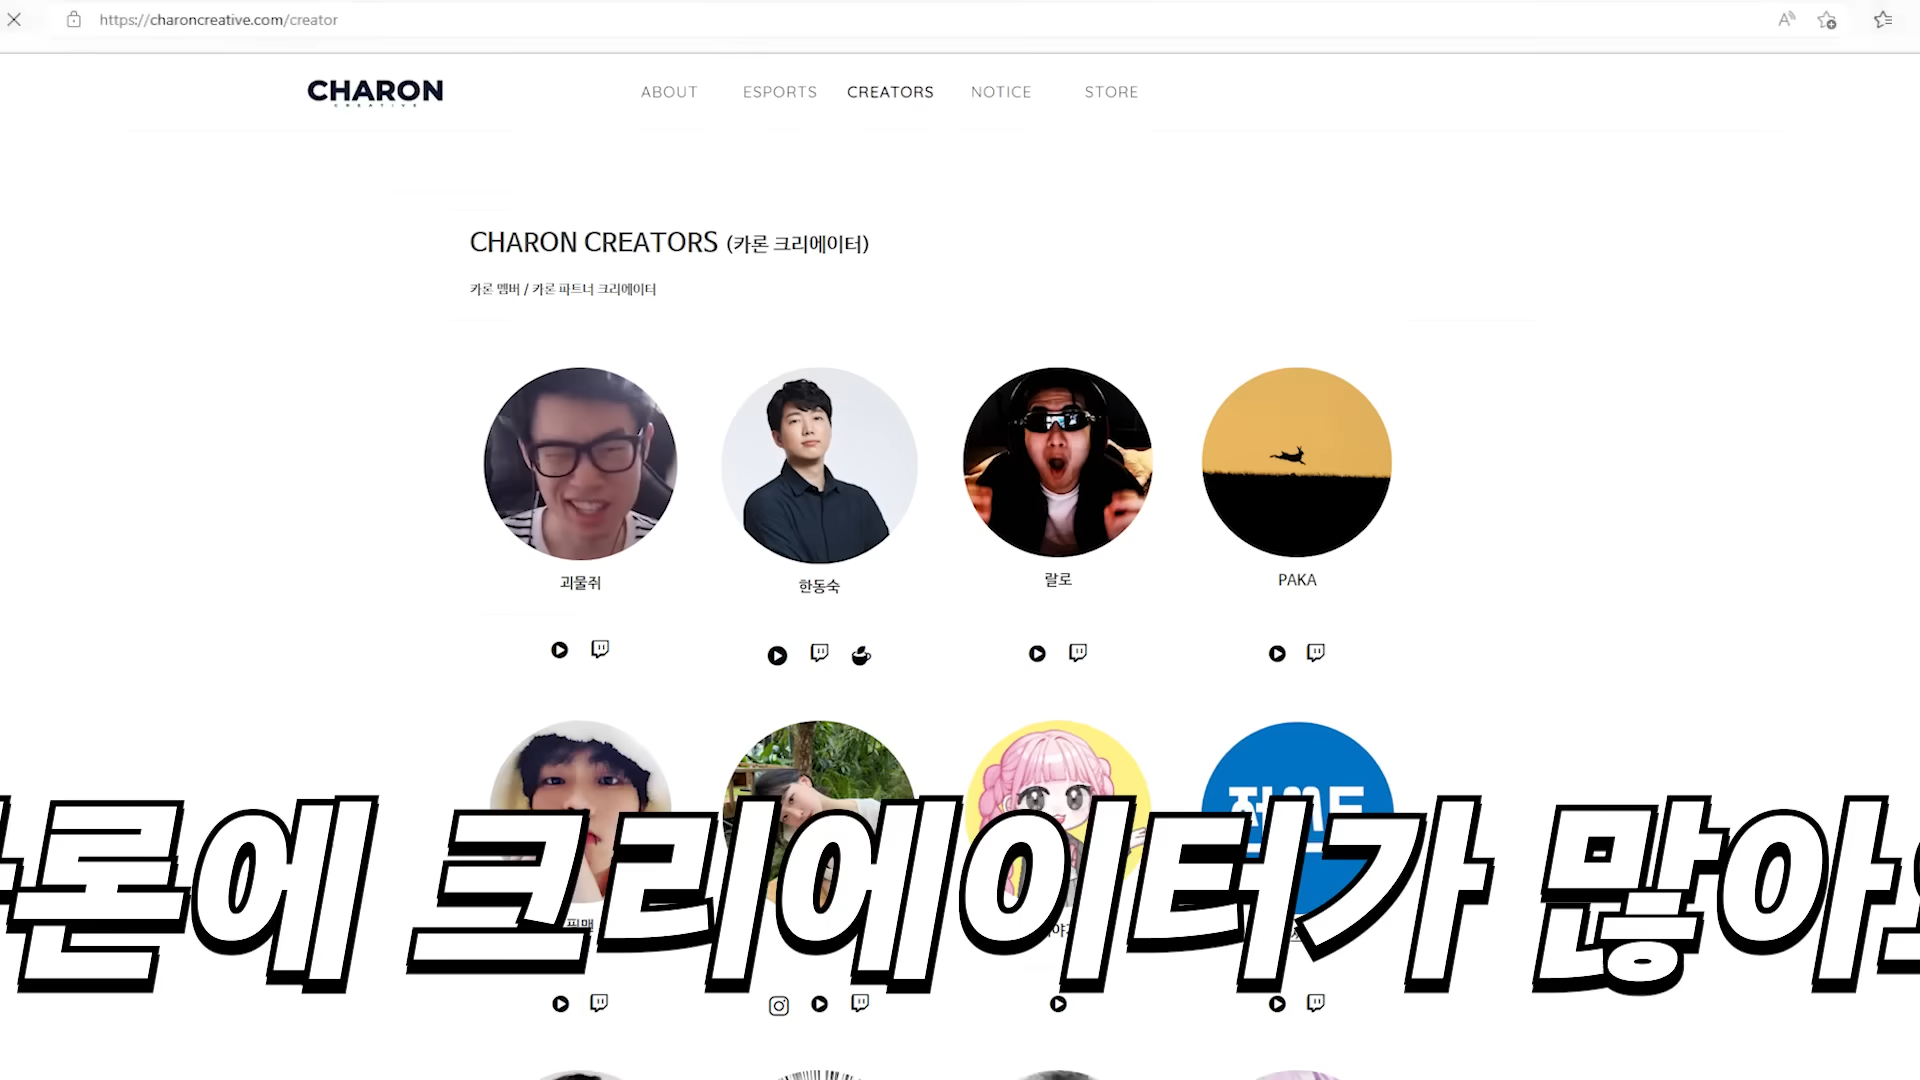 https://charoncreative.com/creator
CHARON
CREATIVE
ABOUT ESPORTS CREATORS NOTICE STORE
CHARON CREATORS (카론 크리에이터)
카론 멤버 / 카론 파트너 크리에이터
괴물쥐 한동숙 랄로 PAKA
론에 크리에이터가 많아